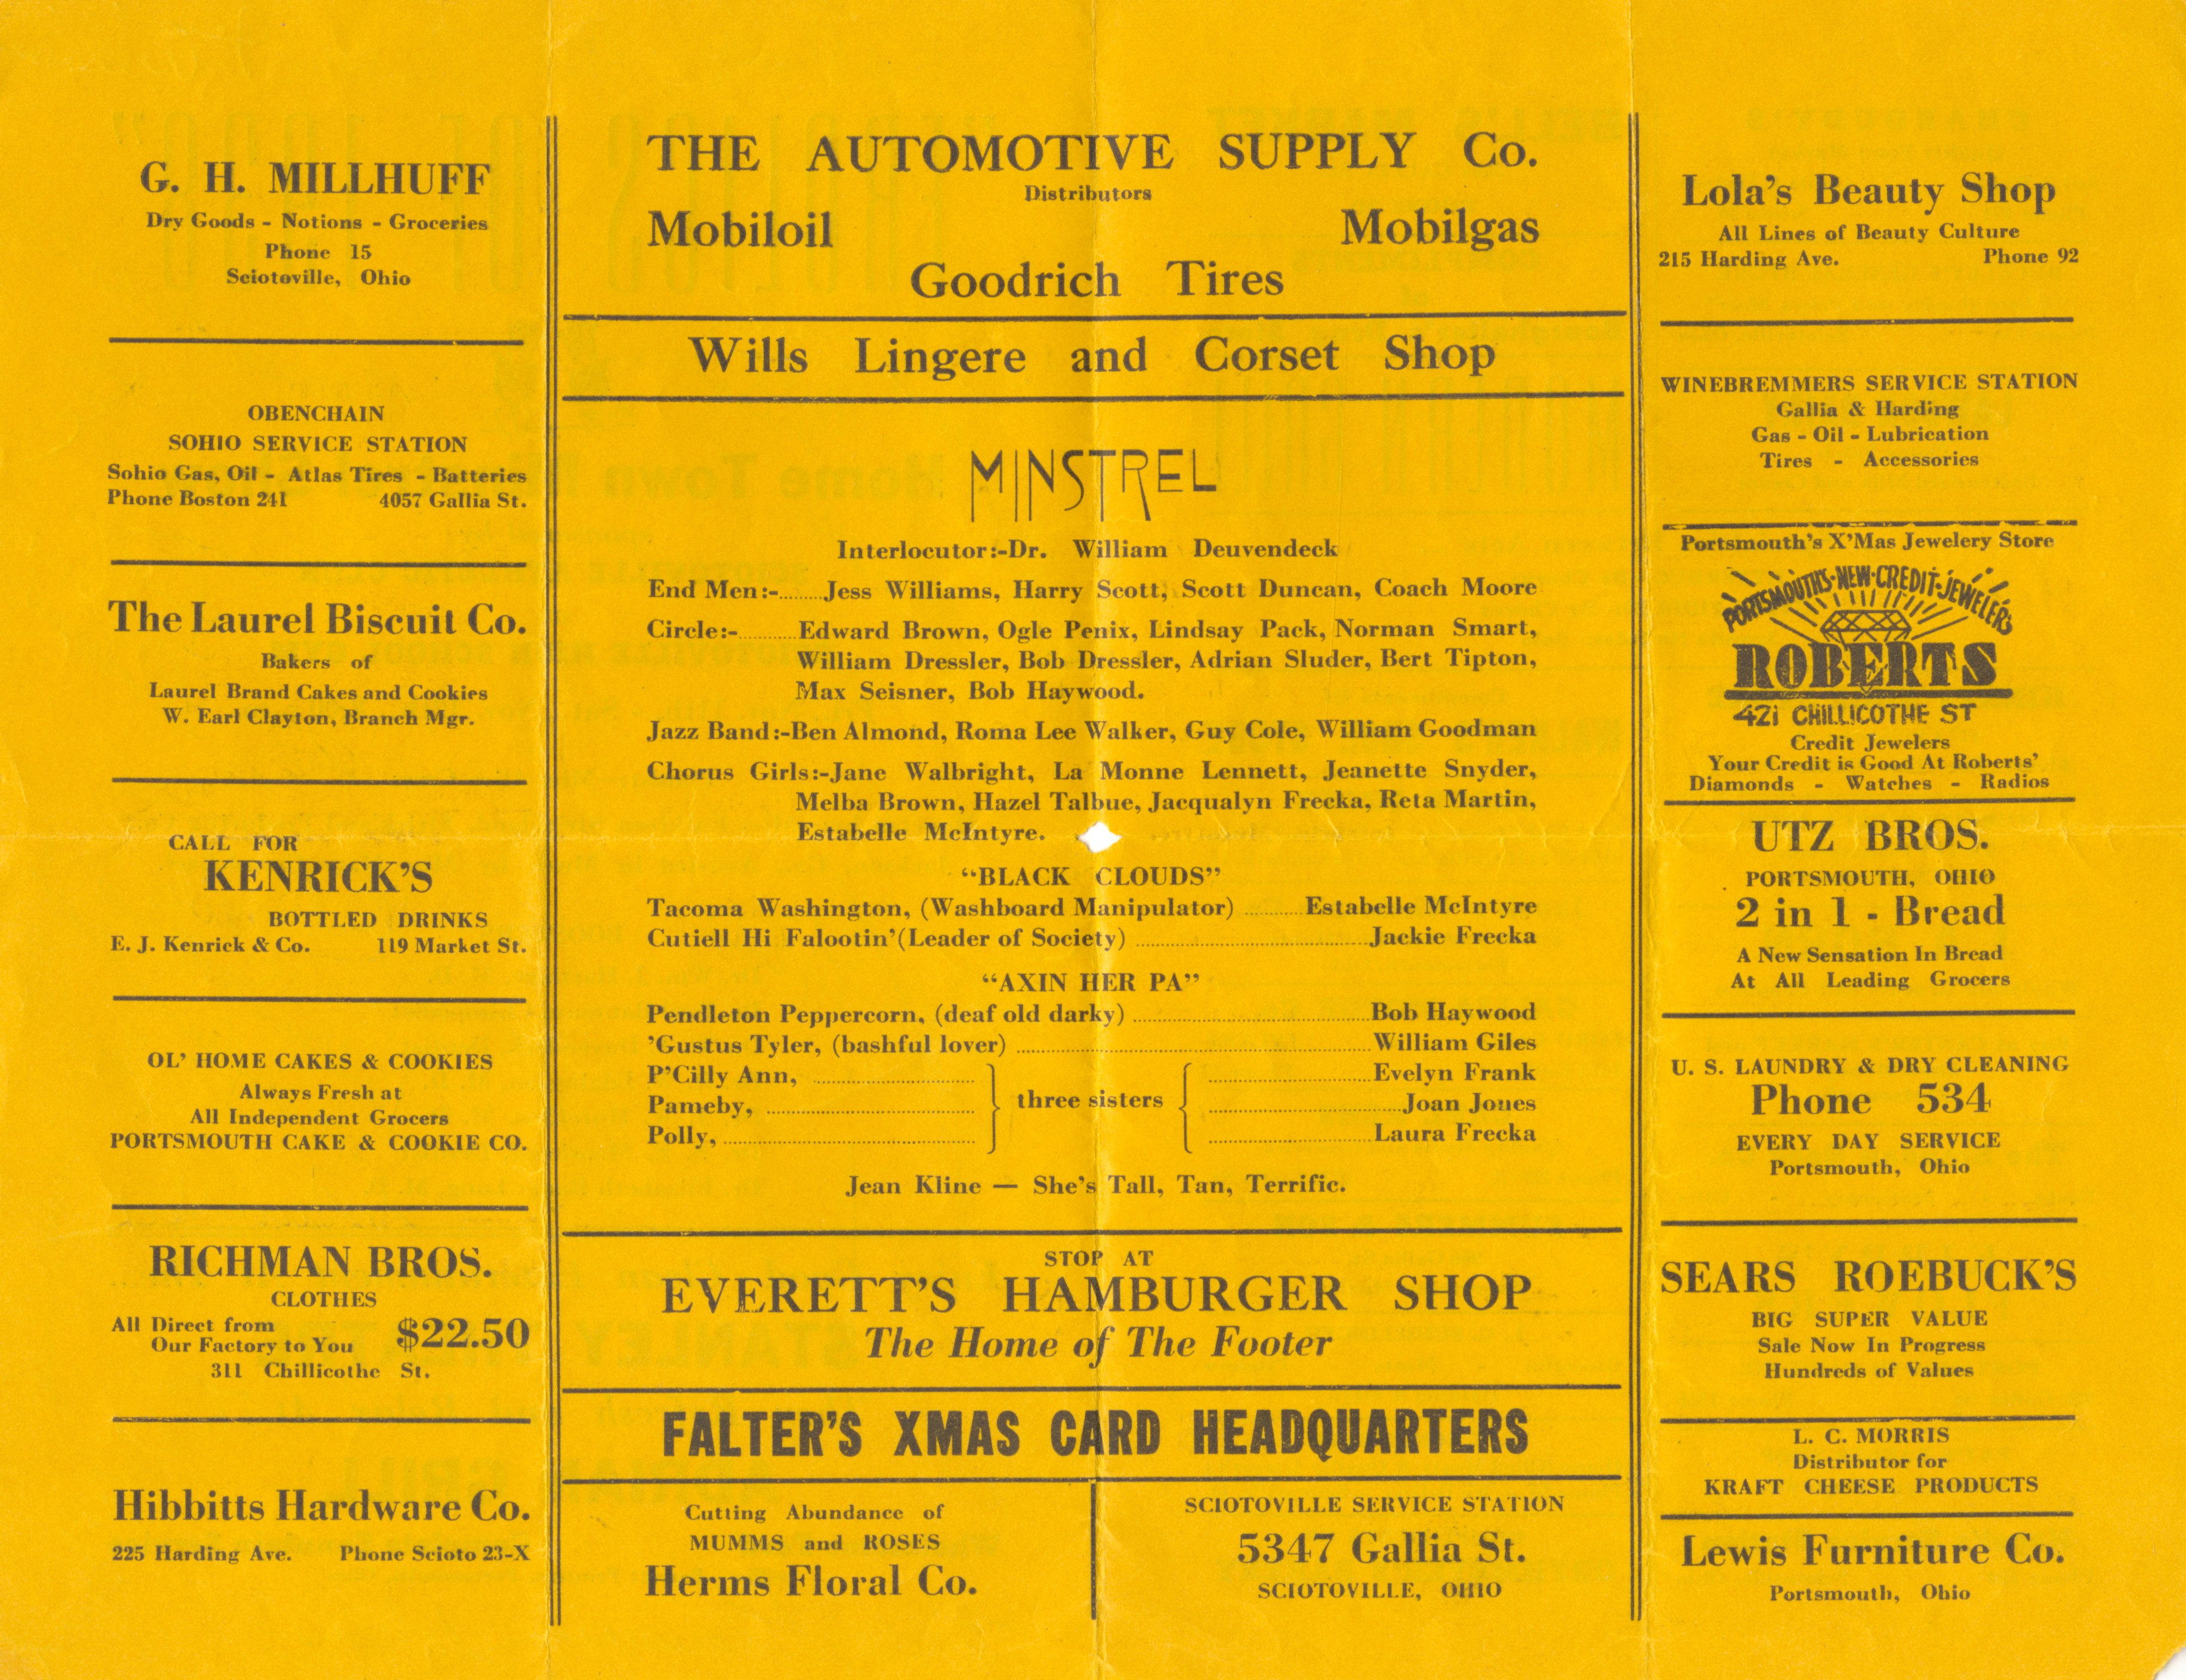 G. H. MILLHUFF
Dry Goods - Notions - Groceries
Phone 15
Sciotoville, Ohio
OBENCHAIN
SOHIO SERVICE STATION
Sohio Gas, Oil - Atlas Tires - Batteries
Phone Boston 241 4057 Gallia St.
The Laurel Biscuit Co.
Bakers of
Laurel Brand Cakes and Cookies
W. Earl Clayton, Branch Mgr.
CALL FOR
KENRICK'S
BOTTLED DRINKS
E. J. Kenrick & Co. 119 Market St.
OL' HOME CAKES & COOKIES
Always Fresh at
All Independent Grocers
PORTSMOUTH CAKE & COOKIE CO.
RICHMAN BROS.
CLOTHES
All Direct from
Our Factory to You $22.50
311 Chillicothe St.
Hibbitts Hardware Co.
225 Harding Ave. Phone Scioto 23-X
THE AUTOMOTIVE SUPPLY Co.
Distributors
Mobiloil Mobilgas
Goodrich Tires
Wills Lingere and Corset Shop
MINSTREL
Interlocutor:-Dr. William Deuvendeck
End Men:-........Jess Williams, Harry Scott, Scott Duncan, Coach Moore
Circle:-..........Edward Brown, Ogle Penix, Lindsay Pack, Norman Smart,
William Dressler, Bob Dressler, Adrian Sluder, Bert Tipton,
Max Seisner, Bob Haywood.
Jazz Band:-Ben Almond, Roma Lee Walker, Guy Cole, William Goodman
Chorus Girls:-Jane Walbright, La Monne Lennett, Jeanette Snyder,
Melba Brown, Hazel Talbue, Jacqualyn Frecka, Reta Martin,
Estabelle McIntyre.
"BLACK CLOUDS"
Tacoma Washington, (Washboard Manipulator) ..........Estabelle McIntyre
Cutiell Hi Falootin'(Leader of Society) ........................................Jackie Frecka
"AXIN HER PA"
Pendleton Peppercorn, (deaf old darky) .........................................Bob Haywood
'Gustus Tyler, (bashful lover) .............................................................William Giles
P'Cilly Ann, ............................ ............................Evelyn Frank
Pameby, .................................... three sisters .................................Joan Jones
Polly, ............................................ ............................Laura Frecka
Jean Kline — She's Tall, Tan, Terrific.
STOP AT
EVERETT'S HAMBURGER SHOP
The Home of The Footer
FALTER'S XMAS CARD HEADQUARTERS
Cutting Abundance of
MUMMS and ROSES
Herms Floral Co.
SCIOTOVILLE SERVICE STATION
5347 Gallia St.
SCIOTOVILLE, OHIO
Lola's Beauty Shop
All Lines of Beauty Culture
215 Harding Ave. Phone 92
WINEBREMMERS SERVICE STATION
Gallia & Harding
Gas - Oil - Lubrication
Tires - Accessories
Portsmouth's X'Mas Jewelery Store
PORTSMOUTH'S·NEW·CREDIT·JEWELERS
ROBERTS
421 CHILLICOTHE ST
Credit Jewelers
Your Credit is Good At Roberts'
Diamonds - Watches - Radios
UTZ BROS.
PORTSMOUTH, OHIO
2 in 1 - Bread
A New Sensation In Bread
At All Leading Grocers
U. S. LAUNDRY & DRY CLEANING
Phone 534
EVERY DAY SERVICE
Portsmouth, Ohio
SEARS ROEBUCK'S
BIG SUPER VALUE
Sale Now In Progress
Hundreds of Values
L. C. MORRIS
Distributor for
KRAFT CHEESE PRODUCTS
Lewis Furniture Co.
Portsmouth, Ohio